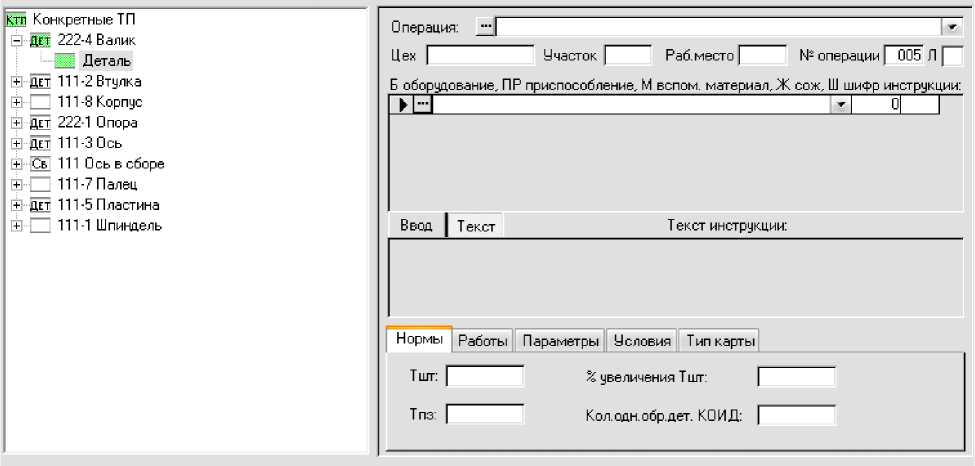 КТП Конкретные ТП
ДЕТ 222-4 Валик
Деталь
ДЕТ 111-2 Втулка
111-8 Корпус
ДЕТ 222-1 Опора
ДЕТ 111-3 Ось
СБ 111 Ось в сборе
111-7 Палец
ДЕТ 111-5 Пластина
111-1 Шпиндель
Операция: ...
Цех Участок Раб.место № операции 005 Л
Б оборудование, ПР приспособление, М вспом. материал, Ж сож, Ш шифр инструкции:
... 0
Ввод Текст Текст инструкции:
Нормы Работы Параметры Условия Тип карты
Тшт: % увеличения Тшт:
Тпз: Кол.одн.обр.дет. КОИД: